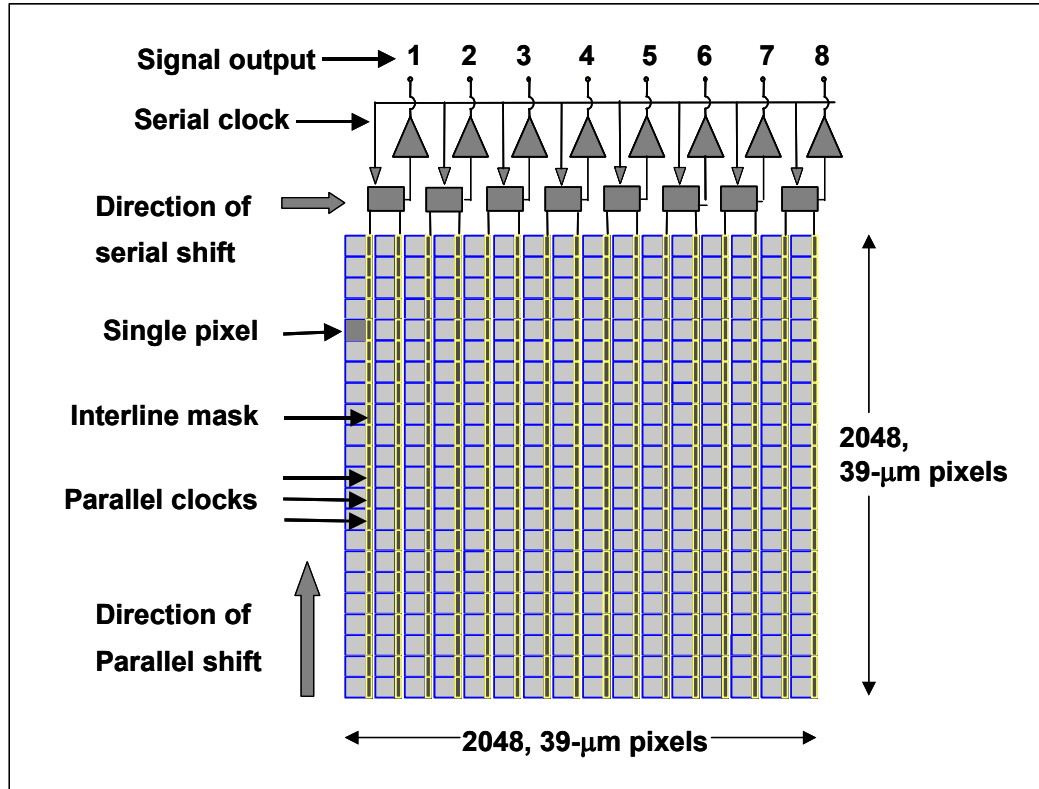 Signal output
1 2 3 4 5 6 7 8
Serial clock
Direction of
serial shift
Single pixel
Interline mask
Parallel clocks
Direction of
Parallel shift
2048,
39-μm pixels
2048, 39-μm pixels